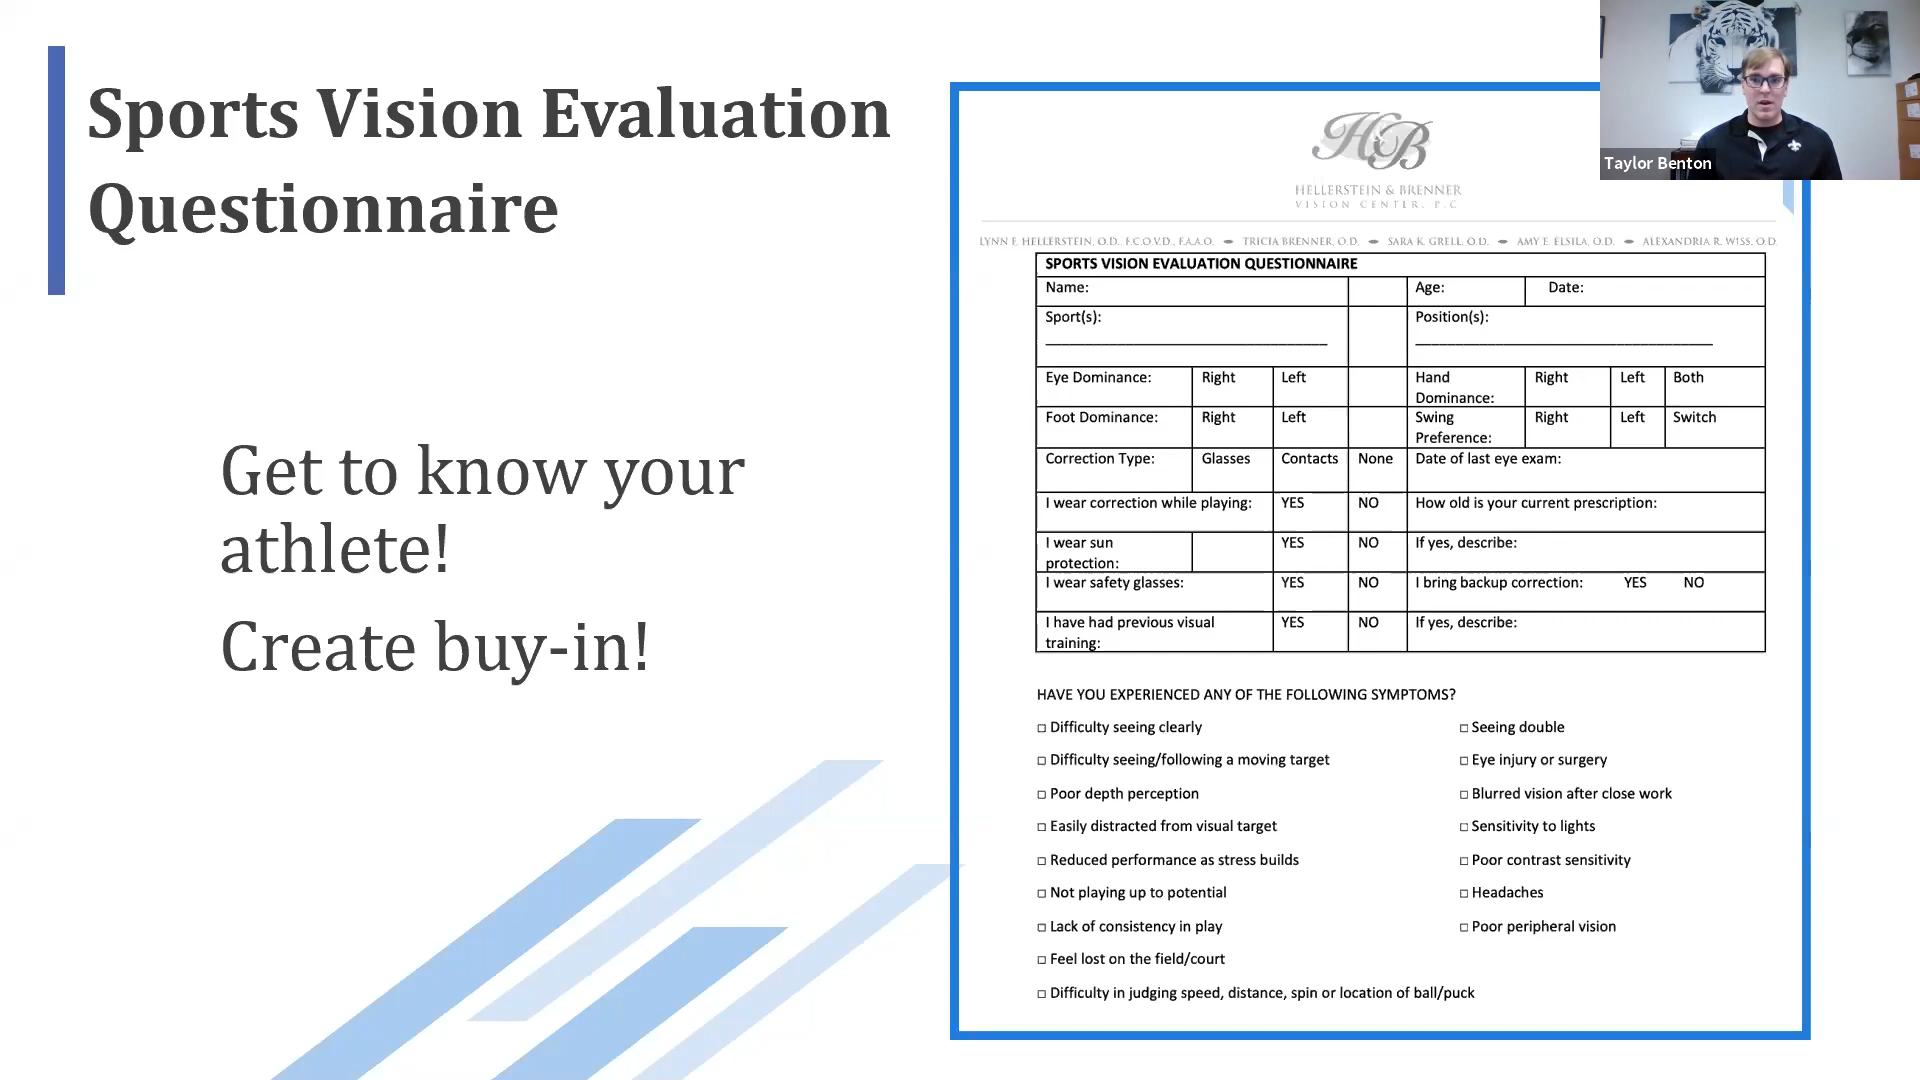 Sports Vision Evaluation
Questionnaire
Get to know your
athlete!
Create buy-in!
H&B
HELLERSTEIN & BRENNER
VISION CENTER, P.C
LYNN F. HELLERSTEIN, O.D., F.C.O.V.D., F.A.A.O. TRICIA BRENNER, O.D. SARA K. GRELL, O.D. AMY E. ELSILA, O.D. ALEXANDRIA R. WISS, O.D.
SPORTS VISION EVALUATION QUESTIONNAIRE
Name: Age: Date:
Sport(s): Position(s):
Eye Dominance: Right Left Hand Dominance: Right Left Both
Foot Dominance: Right Left Swing Preference: Right Left Switch
Correction Type: Glasses Contacts None Date of last eye exam:
I wear correction while playing: YES NO How old is your current prescription:
I wear sun protection: YES NO If yes, describe:
I wear safety glasses: YES NO I bring backup correction: YES NO
I have had previous visual training: YES NO If yes, describe:
HAVE YOU EXPERIENCED ANY OF THE FOLLOWING SYMPTOMS?
□ Difficulty seeing clearly □ Seeing double
□ Difficulty seeing/following a moving target □ Eye injury or surgery
□ Poor depth perception □ Blurred vision after close work
□ Easily distracted from visual target □ Sensitivity to lights
□ Reduced performance as stress builds □ Poor contrast sensitivity
□ Not playing up to potential □ Headaches
□ Lack of consistency in play □ Poor peripheral vision
□ Feel lost on the field/court
□ Difficulty in judging speed, distance, spin or location of ball/puck
Taylor Benton